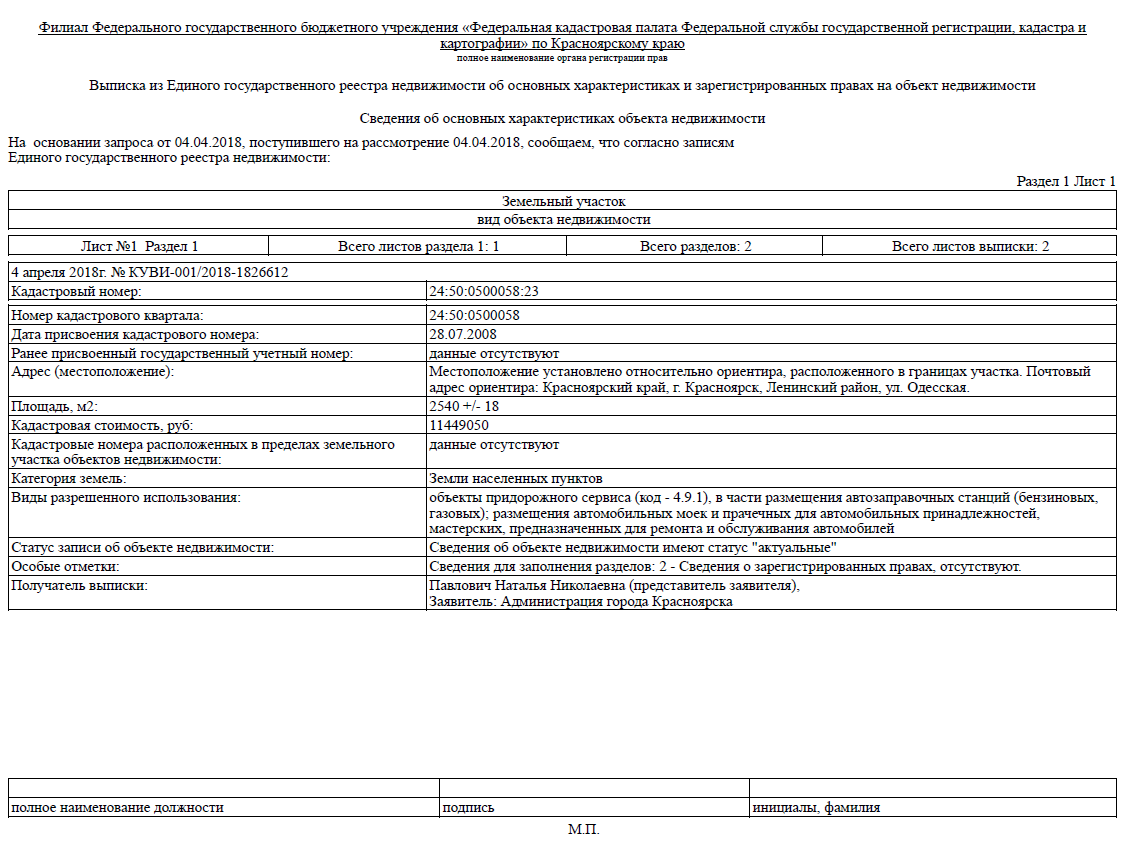 Филиал Федерального государственного бюджетного учреждения «Федеральная кадастровая палата Федеральной службы государственной регистрации, кадастра и
картографии» по Красноярскому краю
полное наименование органа регистрации прав
Выписка из Единого государственного реестра недвижимости об основных характеристиках и зарегистрированных правах на объект недвижимости
Сведения об основных характеристиках объекта недвижимости
На основании запроса от 04.04.2018, поступившего на рассмотрение 04.04.2018, сообщаем, что согласно записям
Единого государственного реестра недвижимости:
Раздел 1 Лист 1
Земельный участок
вид объекта недвижимости
Лист №1 Раздел 1 Всего листов раздела 1: 1 Всего разделов: 2 Всего листов выписки: 2
4 апреля 2018г. № КУВИ-001/2018-1826612
Кадастровый номер: 24:50:0500058:23
Номер кадастрового квартала: 24:50:0500058
Дата присвоения кадастрового номера: 28.07.2008
Ранее присвоенный государственный учетный номер: данные отсутствуют
Адрес (местоположение): Местоположение установлено относительно ориентира, расположенного в границах участка. Почтовый
адрес ориентира: Красноярский край, г. Красноярск, Ленинский район, ул. Одесская.
Площадь, м2: 2540 +/- 18
Кадастровая стоимость, руб: 11449050
Кадастровые номера расположенных в пределах земельного данные отсутствуют
участка объектов недвижимости:
Категория земель: Земли населенных пунктов
Виды разрешенного использования: объекты придорожного сервиса (код - 4.9.1), в части размещения автозаправочных станций (бензиновых,
газовых); размещения автомобильных моек и прачечных для автомобильных принадлежностей,
мастерских, предназначенных для ремонта и обслуживания автомобилей
Статус записи об объекте недвижимости: Сведения об объекте недвижимости имеют статус "актуальные"
Особые отметки: Сведения для заполнения разделов: 2 - Сведения о зарегистрированных правах, отсутствуют.
Получатель выписки: Павлович Наталья Николаевна (представитель заявителя),
Заявитель: Администрация города Красноярска
полное наименование должности подпись инициалы, фамилия
М.П.